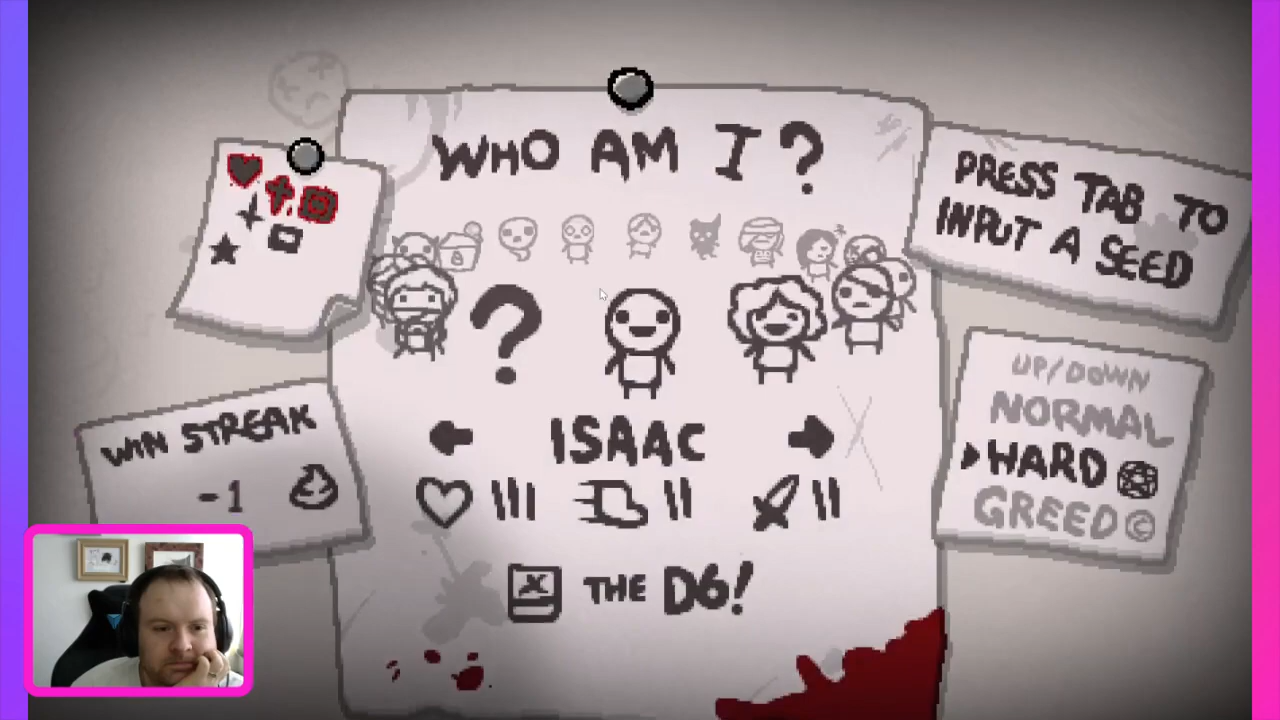 WHO AM I?
PRESS TAB TO
INPUT A SEED
WIN STREAK
-1
?
ISAAC
THE D6!
UP/DOWN
NORMAL
HARD
GREED